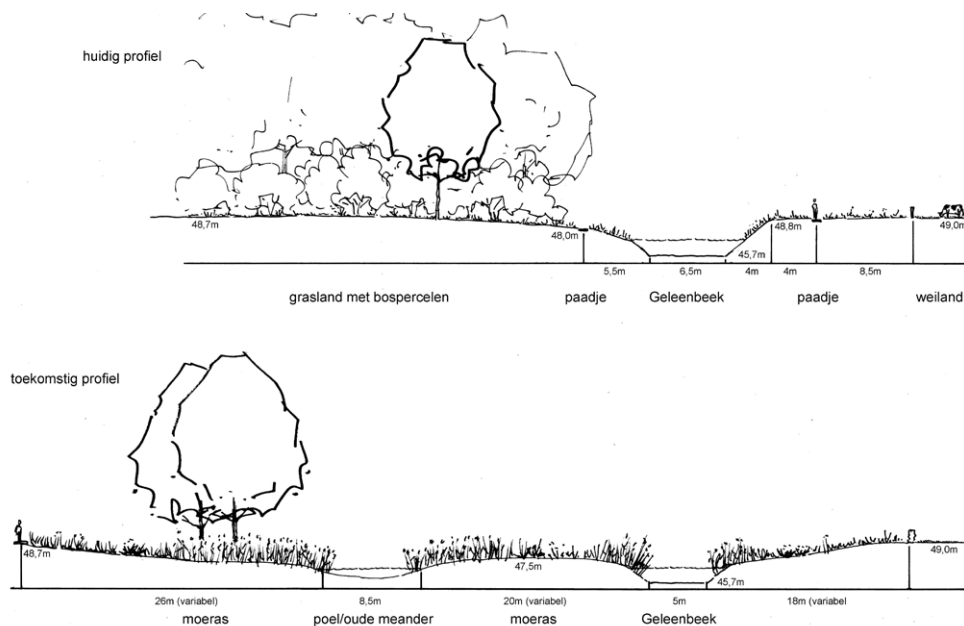 huidig profiel
48,7m
48,0m
45,7m
48,8m
49,0m
5,5m 6,5m 4m 4m 8,5m
grasland met bospercelen paadje Geleenbeek paadje weiland
toekomstig profiel
48,7m
47,5m
45,7m
49,0m
26m (variabel) 8,5m 20m (variabel) 5m 18m (variabel
moeras poel/oude meander moeras Geleenbeek